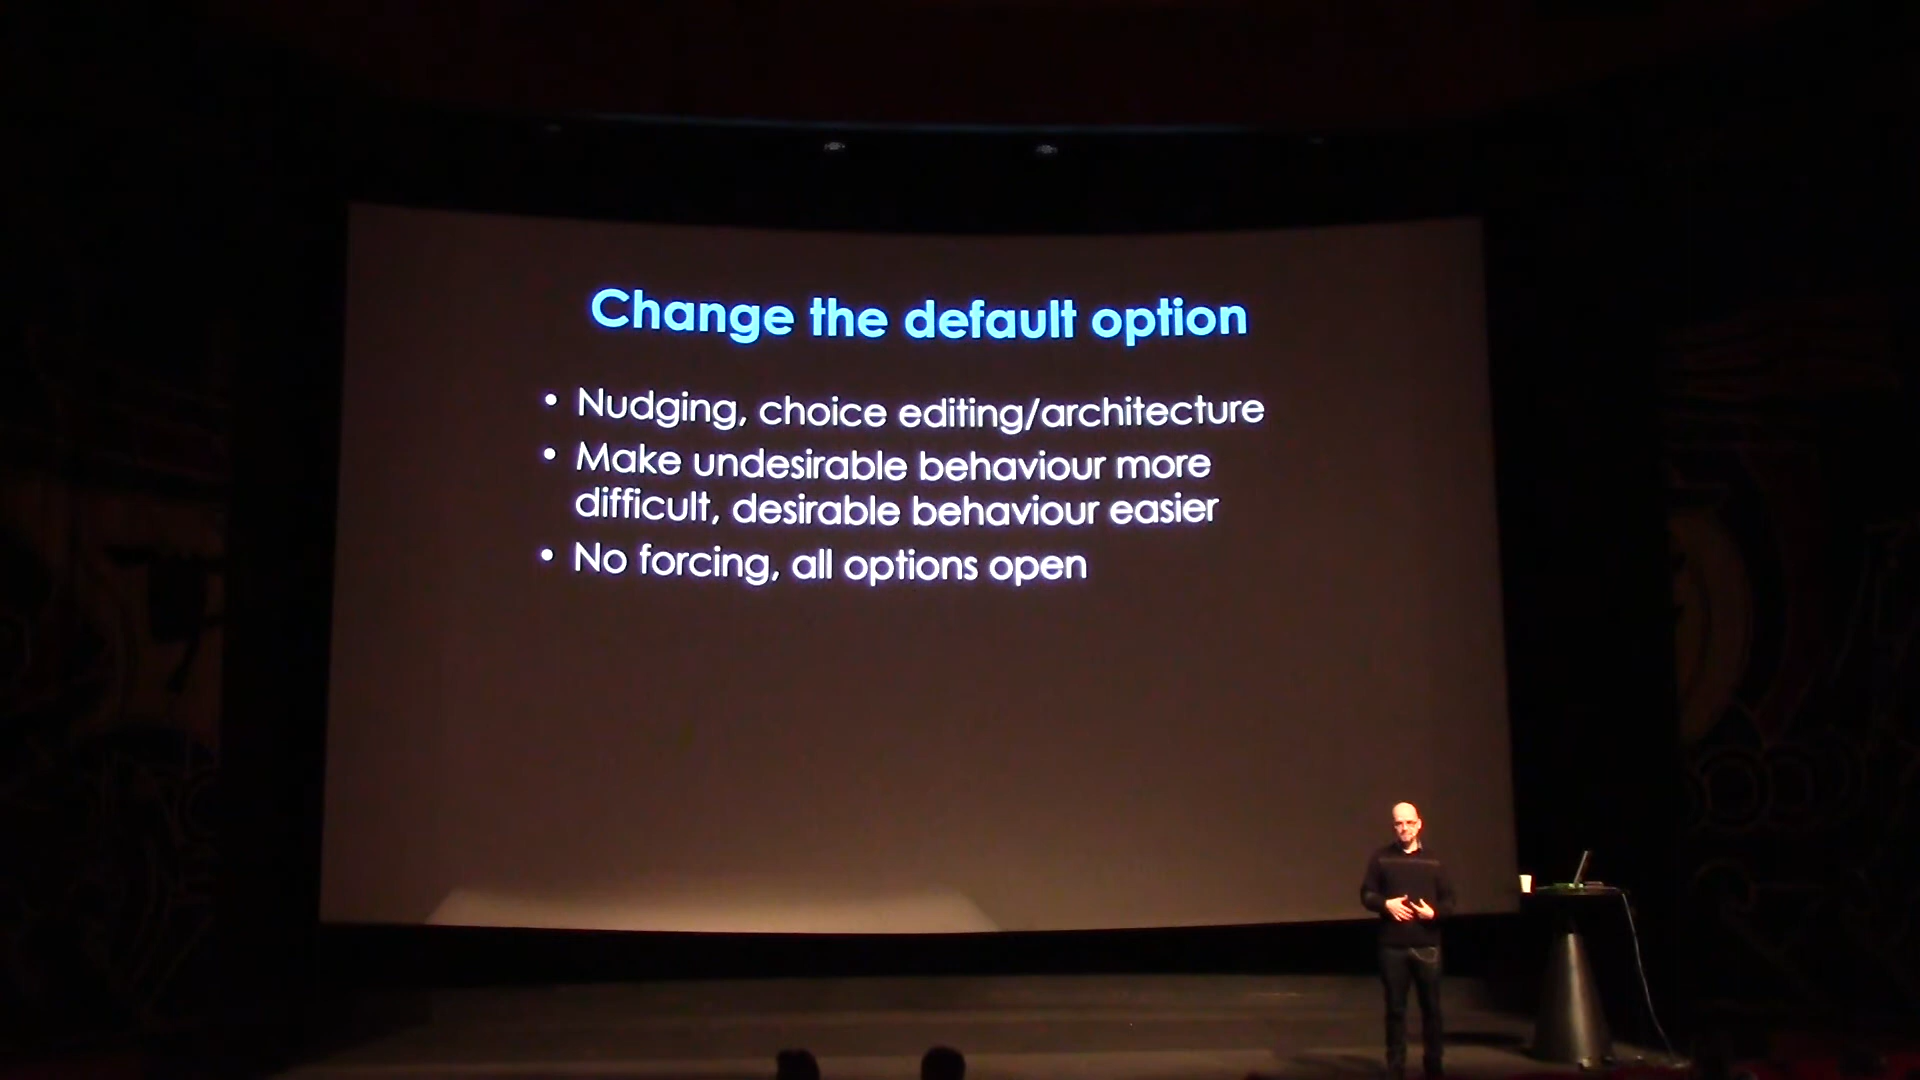 Change the default option
• Nudging, choice editing/architecture
• Make undesirable behaviour more
difficult, desirable behaviour easier
• No forcing, all options open